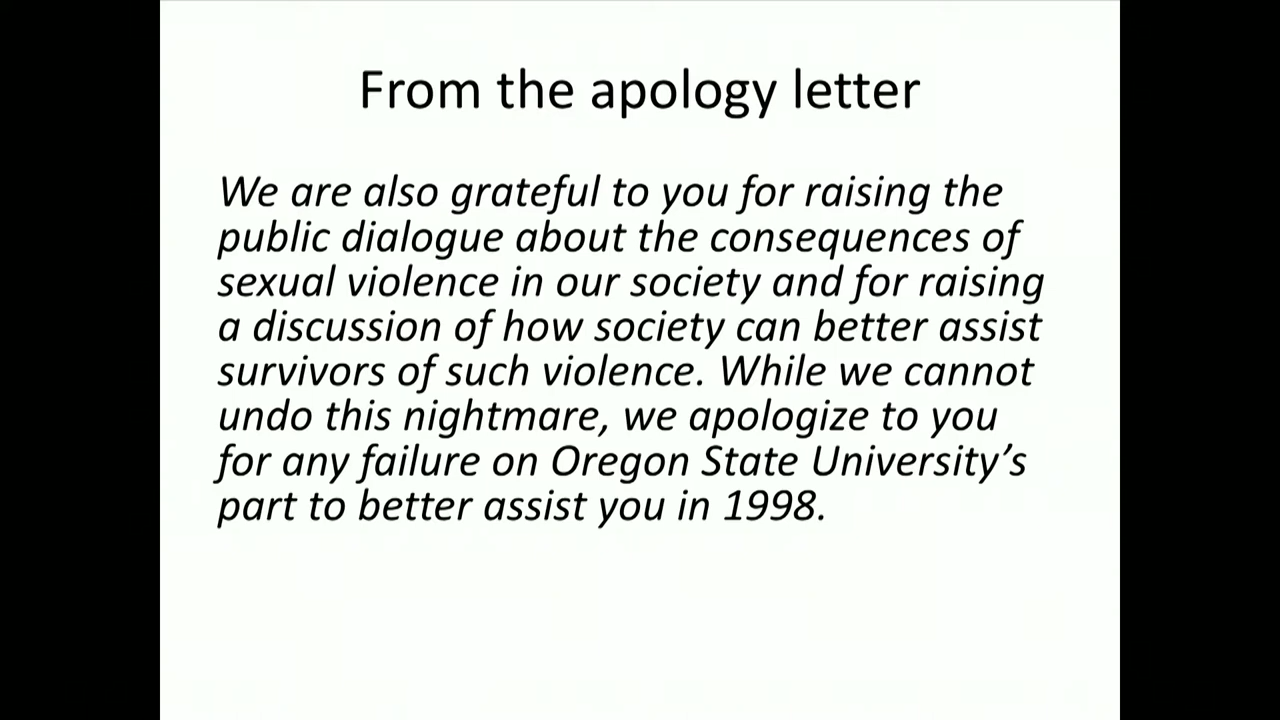 From the apology letter
We are also grateful to you for raising the
public dialogue about the consequences of
sexual violence in our society and for raising
a discussion of how society can better assist
survivors of such violence. While we cannot
undo this nightmare, we apologize to you
for any failure on Oregon State University’s
part to better assist you in 1998.